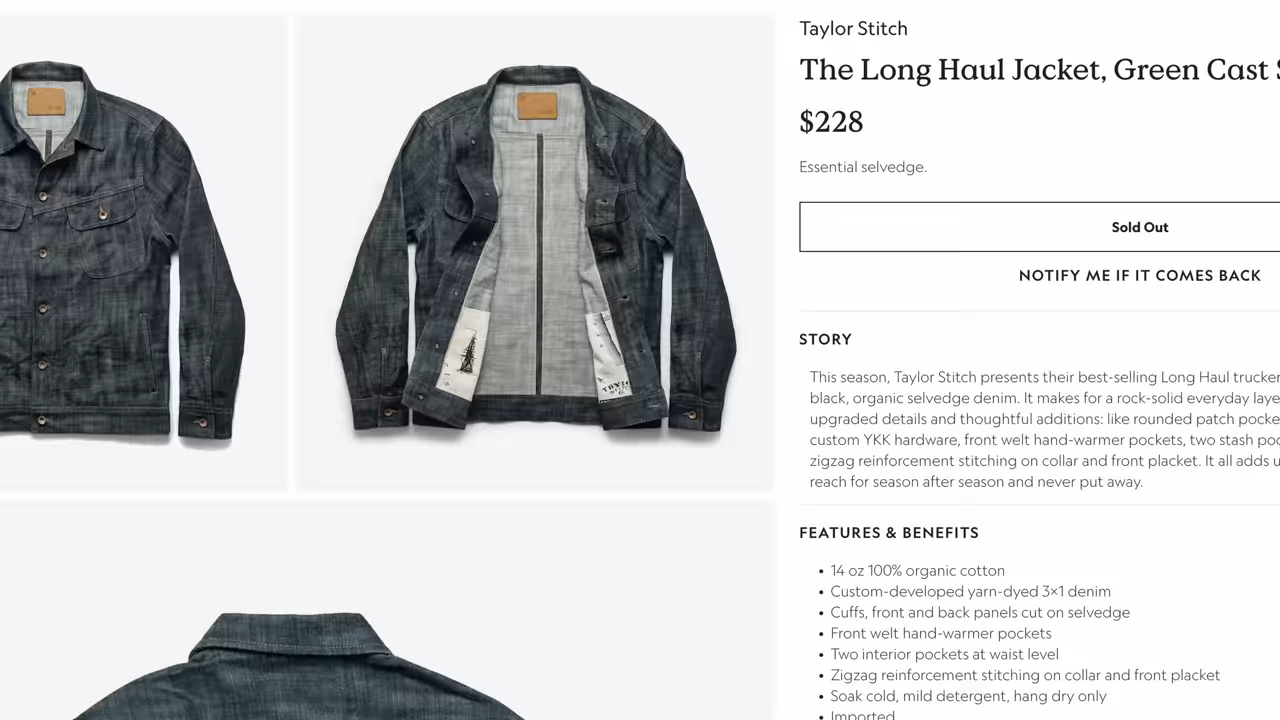 Taylor Stitch
The Long Haul Jacket, Green Cast
$228
Essential selvedge.
Sold Out
NOTIFY ME IF IT COMES BACK
STORY
This season, Taylor Stitch presents their best-selling Long Haul trucker
black, organic selvedge denim. It makes for a rock-solid everyday
upgraded details and thoughtful additions: like rounded patch
custom YKK hardware, front welt hand-warmer pockets, two stash
zigzag reinforcement stitching on collar and front placket. It all adds
reach for season after season and never put away.
FEATURES & BENEFITS
• 14 oz 100% organic cotton
• Custom-developed yarn-dyed 3×1 denim
• Cuffs, front and back panels cut on selvedge
• Front welt hand-warmer pockets
• Two interior pockets at waist level
• Zigzag reinforcement stitching on collar and front placket
• Soak cold, mild detergent, hang dry only
• Imported